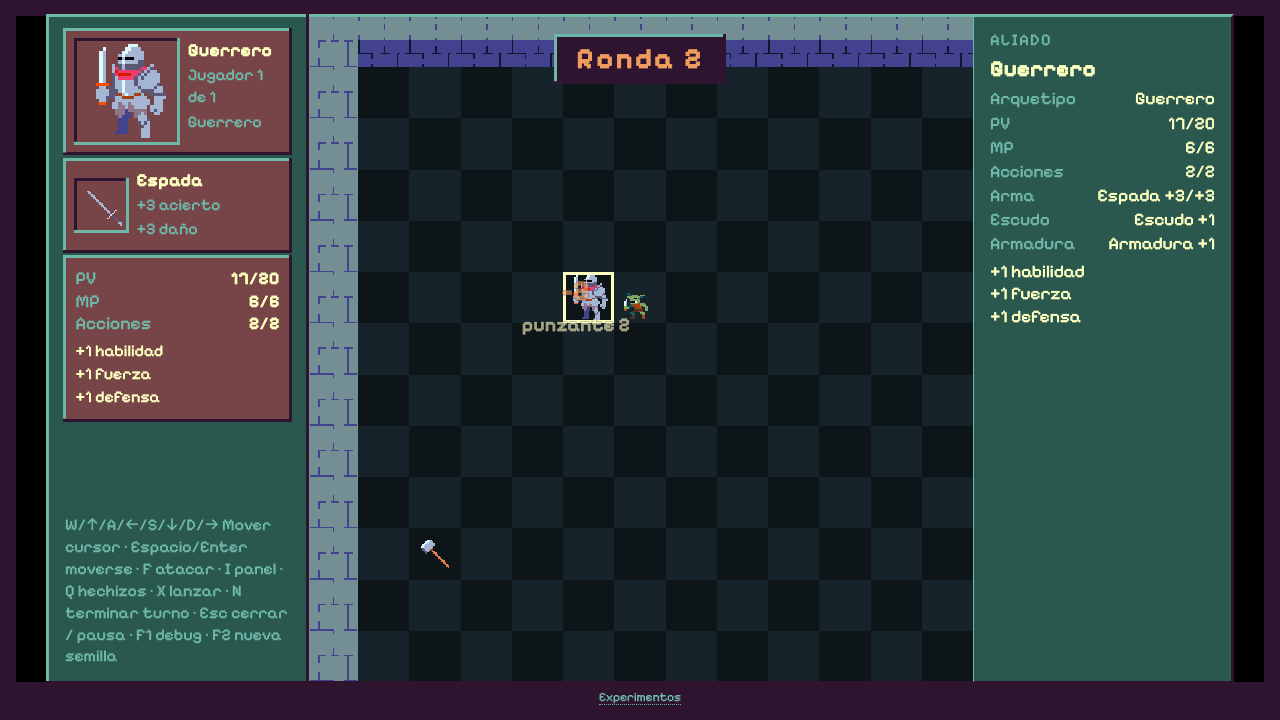 Guerrero
Jugador 1
de 1
Guerrero
Espada
+3 acierto
+3 daño
PV 17/20
MP 6/6
Acciones 2/2
+1 habilidad
+1 fuerza
+1 defensa
W/↑/A/←/S/↓/D/→ Mover
cursor · Espacio/Enter
moverse · F atacar · I panel ·
Q hechizos · X lanzar · N
terminar turno · Esc cerrar
/ pausa · F1 debug · F2 nueva
semilla
Ronda 2
punzante 2
ALIADO
Guerrero
Arquetipo Guerrero
PV 17/20
MP 6/6
Acciones 2/2
Arma Espada +3/+3
Escudo Escudo +1
Armadura Armadura +1
+1 habilidad
+1 fuerza
+1 defensa
Experimentos